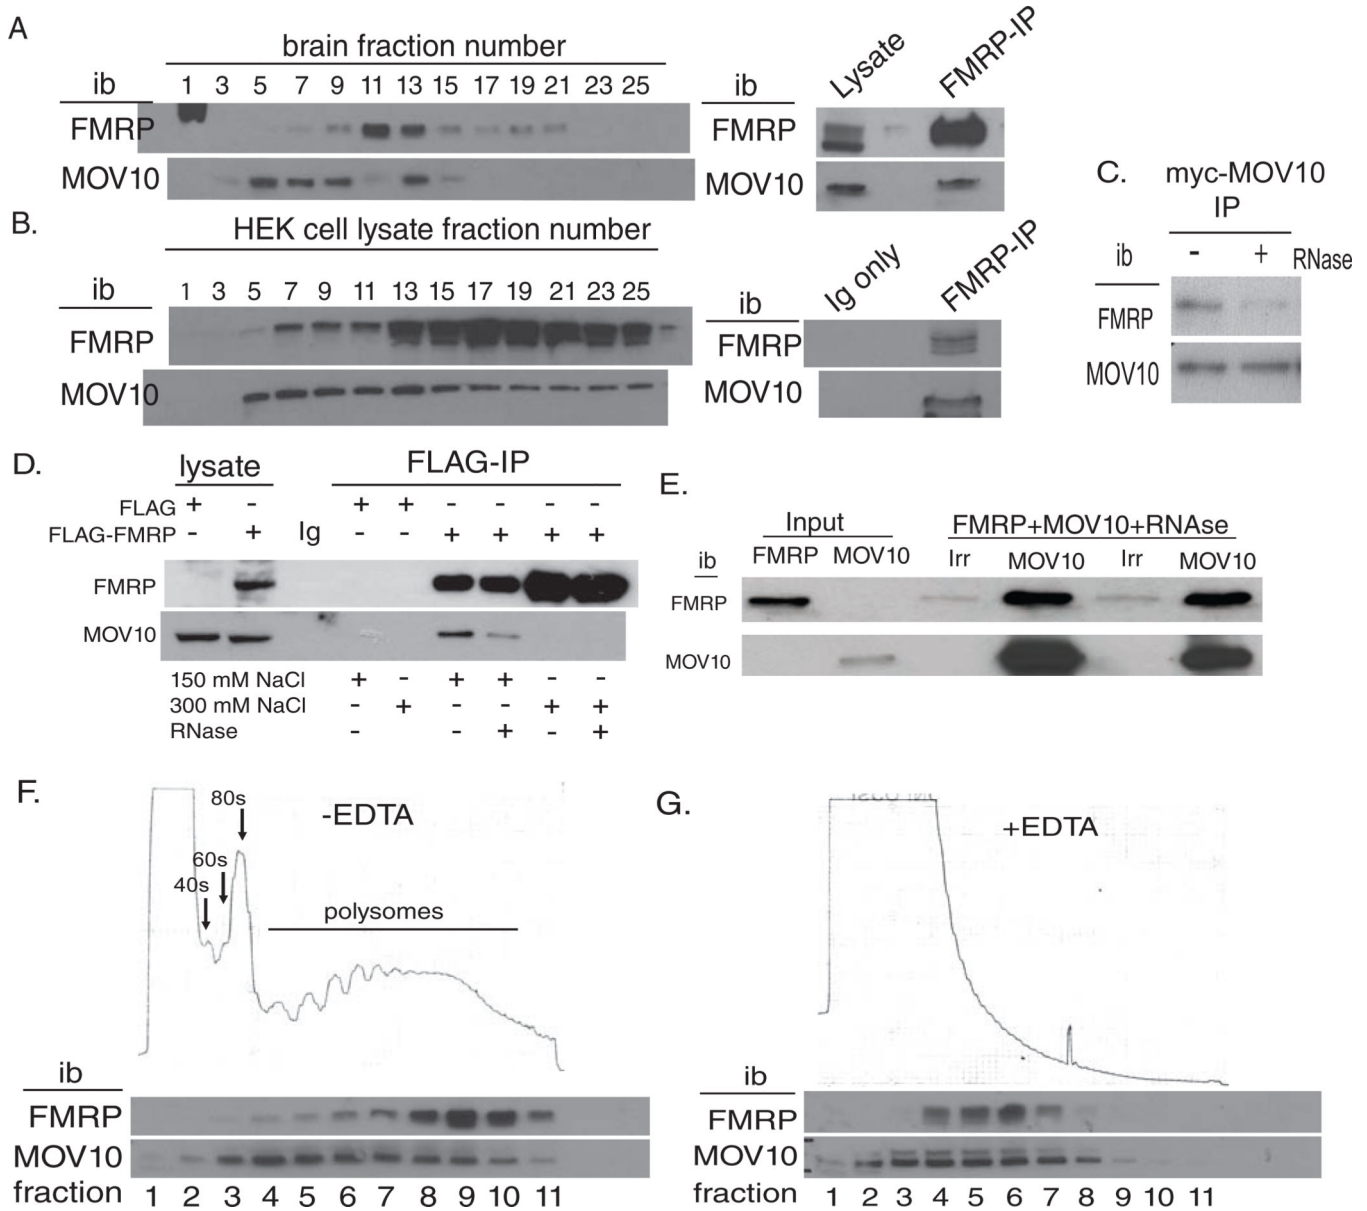 A
brain fraction number
ib 1 3 5 7 9 11 13 15 17 19 21 23 25
FMRP
MOV10
ib Lysate FMRP-IP
FMRP
MOV10
B.
HEK cell lysate fraction number
ib 1 3 5 7 9 11 13 15 17 19 21 23 25
FMRP
MOV10
ib Ig only FMRP-IP
FMRP
MOV10
C.
myc-MOV10
IP
ib - + RNase
FMRP
MOV10
D.
lysate FLAG-IP
FLAG + - + + - - - -
FLAG-FMRP - + Ig - - + + + +
FMRP
MOV10
150 mM NaCl + - + + - -
300 mM NaCl - + - - + +
RNase - - + - +
E.
Input FMRP+MOV10+RNAse
ib FMRP MOV10 Irr MOV10 Irr MOV10
FMRP
MOV10
F.
-EDTA
80s
60s
40s
polysomes
ib
FMRP
MOV10
fraction 1 2 3 4 5 6 7 8 9 10 11
G.
+EDTA
ib
FMRP
MOV10
fraction 1 2 3 4 5 6 7 8 9 10 11